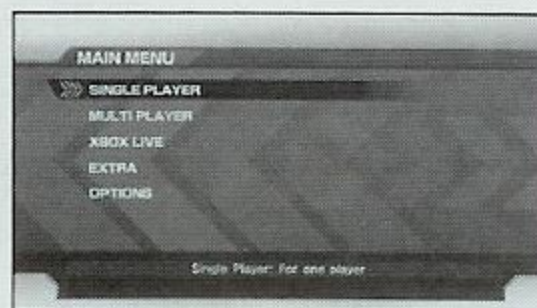 MAIN MENU
SINGLE PLAYER
MULTI PLAYER
XBOX LIVE
EXTRA
OPTIONS
Single Player: For one player